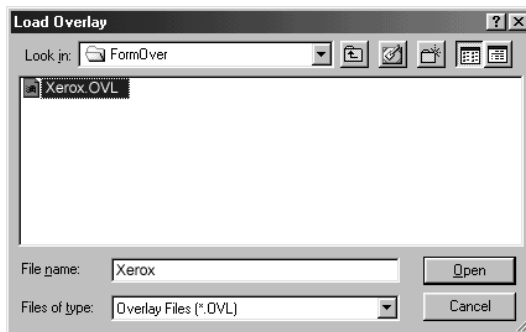 Load Overlay
Look in: FormOver
Xerox.OVL
File name: Xerox Open
Files of type: Overlay Files (*.OVL) Cancel